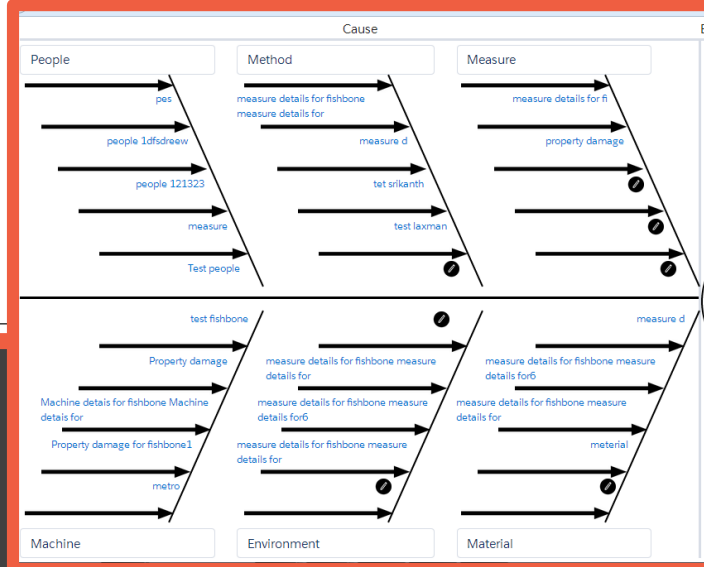 Cause
People
Method
Measure
pes
people 1dfsdreew
people 121323
measure
Test people
measure details for fishbone
measure details for
measure d
tet srikanth
test laxman
measure details for fi
property damage
test fishbone
Property damage
Machine detais for fishbone Machine
detais for
Property damage for fishbone1
metro
measure details for fishbone measure
details for
measure details for fishbone measure
details for6
measure details for fishbone measure
details for
measure d
measure details for fishbone measure
details for6
measure details for fishbone measure
details for
meterial
Machine
Environment
Material